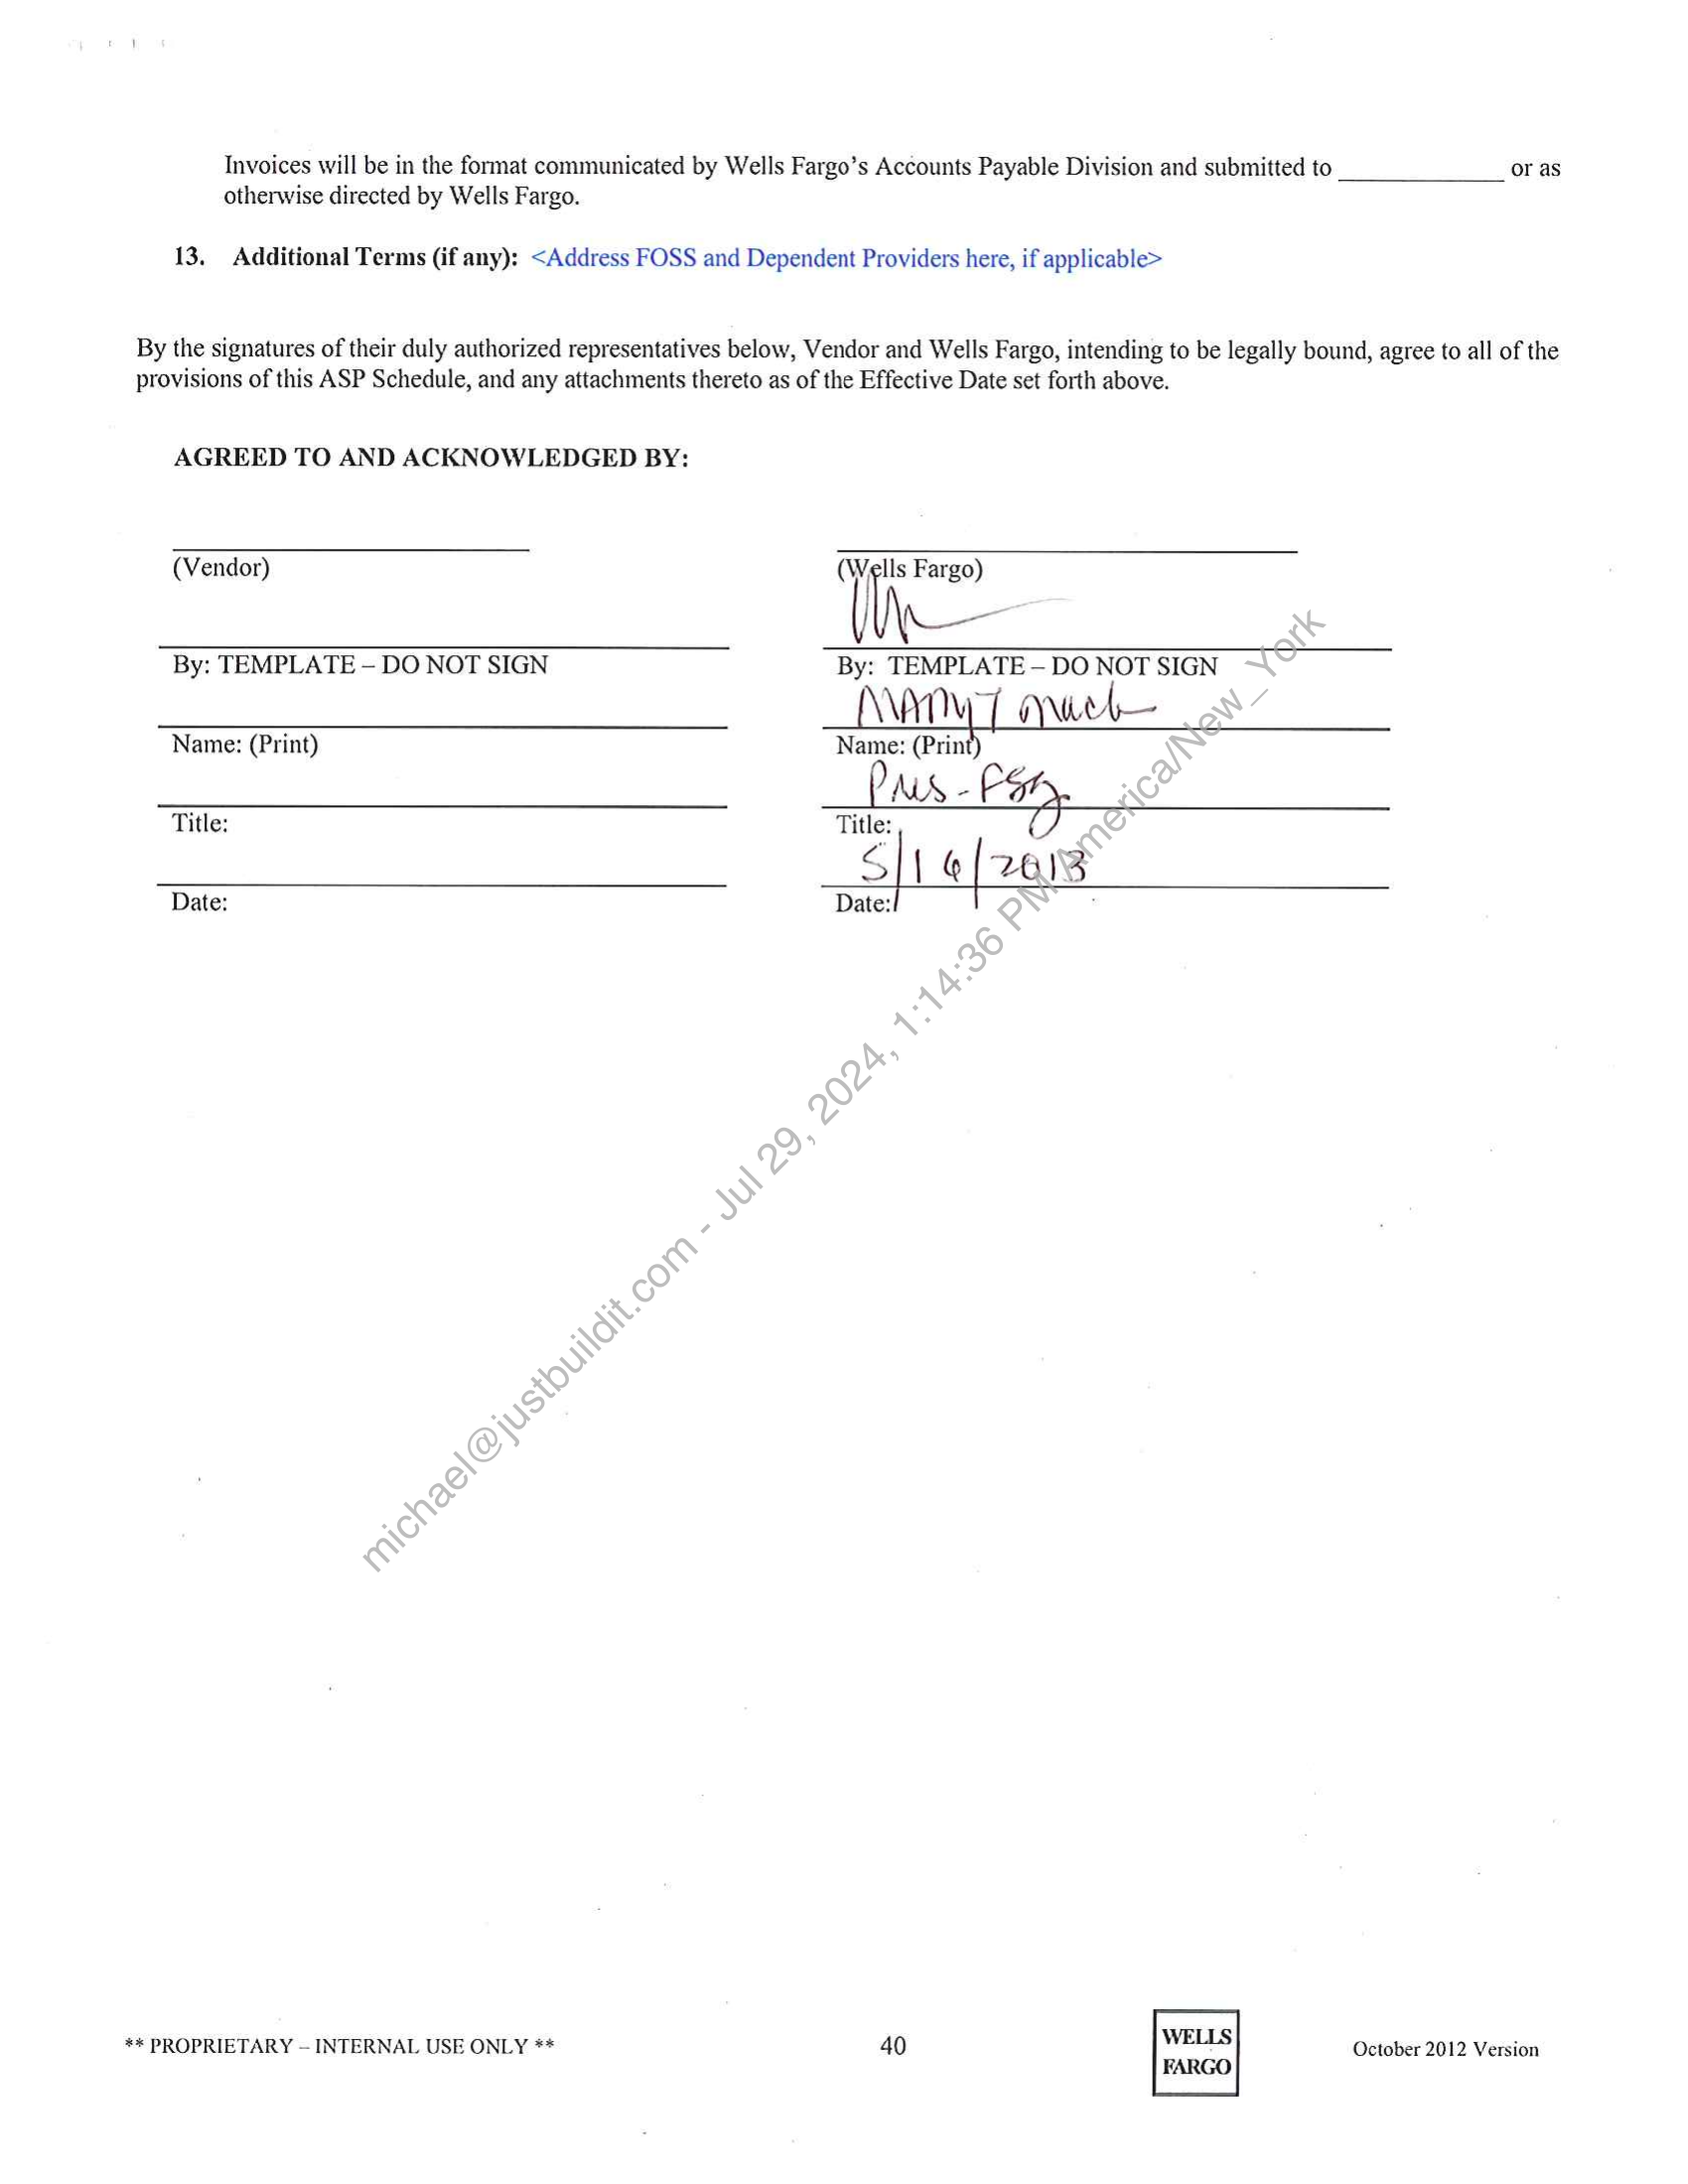 Invoices will be in the format communicated by Wells Fargo's Accounts Payable Division and submitted to ____________ or as
otherwise directed by Wells Fargo.
13. Additional Terms (if any): <Address FOSS and Dependent Providers here, if applicable>
By the signatures of their duly authorized representatives below, Vendor and Wells Fargo, intending to be legally bound, agree to all of the
provisions of this ASP Schedule, and any attachments thereto as of the Effective Date set forth above.
AGREED TO AND ACKNOWLEDGED BY:
(Vendor)
By: TEMPLATE – DO NOT SIGN
Name: (Print)
Title:
Date:
(Wells Fargo)
By: TEMPLATE – DO NOT SIGN
Name: (Print)
Title:
5/16/2013
Date:
michael@justbuildit.com - Jul 29, 2024, 1:14:36 PM America/New_York
** PROPRIETARY – INTERNAL USE ONLY **
40
WELLS
FARGO
October 2012 Version